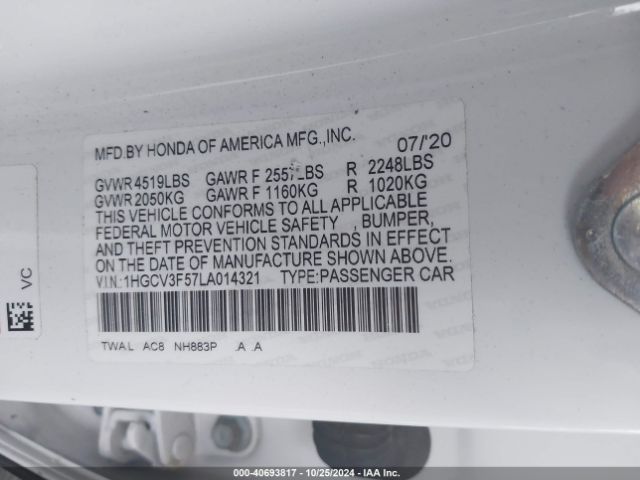 MFD.BY HONDA OF AMERICA MFG.,INC. 07/'20
GVWR 4519LBS GAWR F 2557LBS R 2248LBS
GVWR 2050KG GAWR F 1160KG R 1020KG
THIS VEHICLE CONFORMS TO ALL APPLICABLE
FEDERAL MOTOR VEHICLE SAFETY , BUMPER,
AND THEFT PREVENTION STANDARDS IN EFFECT
ON THE DATE OF MANUFACTURE SHOWN ABOVE.
V.I.N.:1HGCV3F57LA014321 TYPE:PASSENGER CAR
TWAL AC8 NH883P .A .A
VC
000-40693817 - 10/25/2024 - IAA Inc.